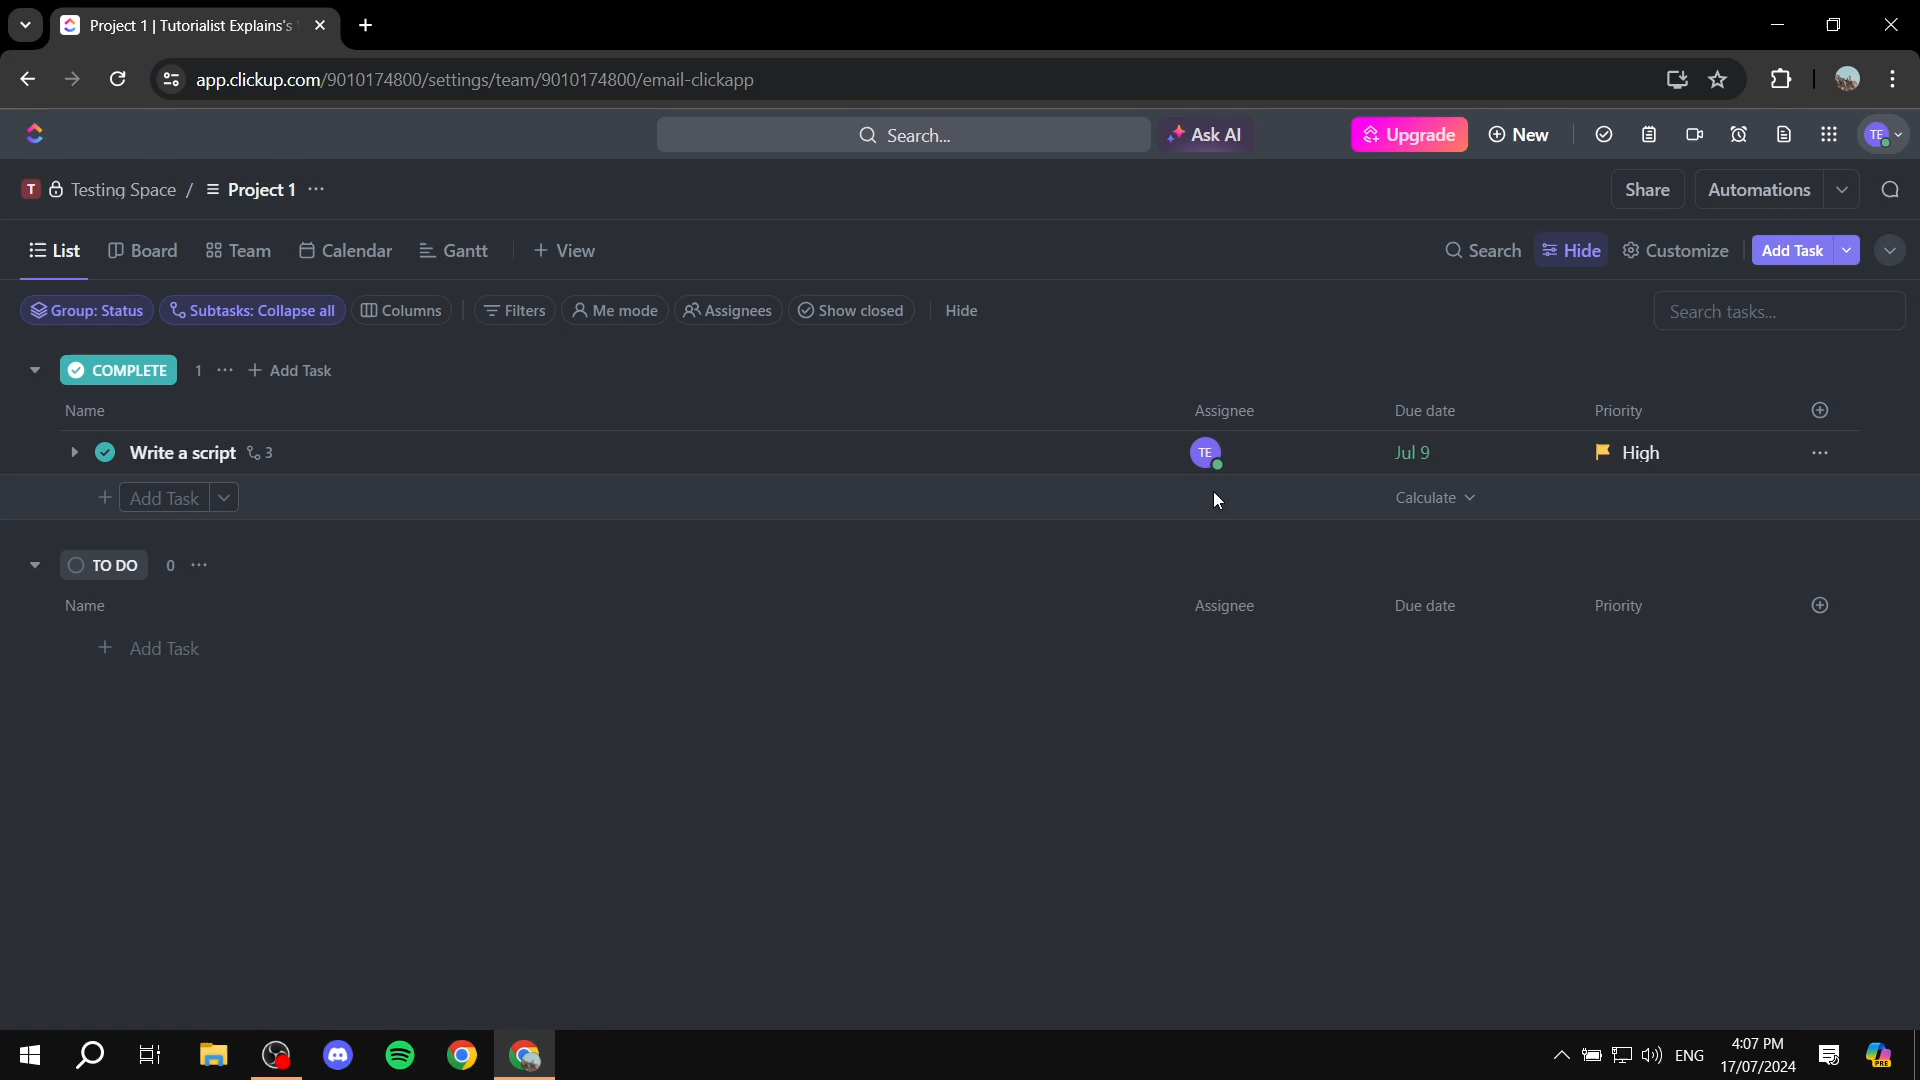 Project 1 | Tutorialist Explains's
app.clickup.com/9010174800/settings/team/9010174800/email-clickapp
Search... Ask AI Upgrade New TE
T Testing Space / Project 1 ... Share Automations
List Board Team Calendar Gantt + View Search Hide Customize Add Task
Group: Status Subtasks: Collapse all Columns Filters Me mode Assignees Show closed Hide Search tasks...
COMPLETE 1 ... + Add Task
Name Assignee Due date Priority
Write a script 3 TE Jul 9 High ...
+ Add Task Calculate
TO DO 0 ...
Name Assignee Due date Priority
+ Add Task
ENG 4:07 PM
17/07/2024
PRE